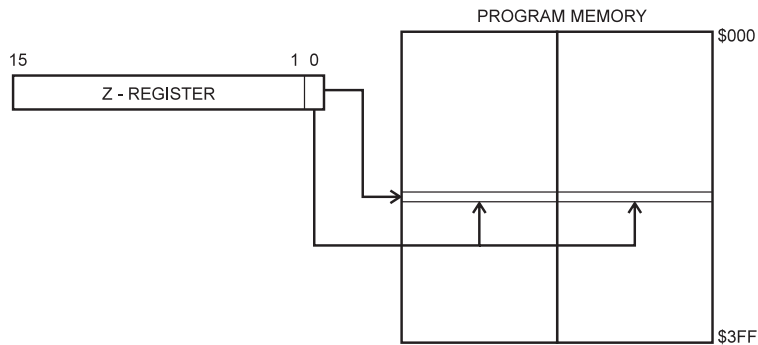 PROGRAM MEMORY
$000
15
1 0
Z - REGISTER
$3FF